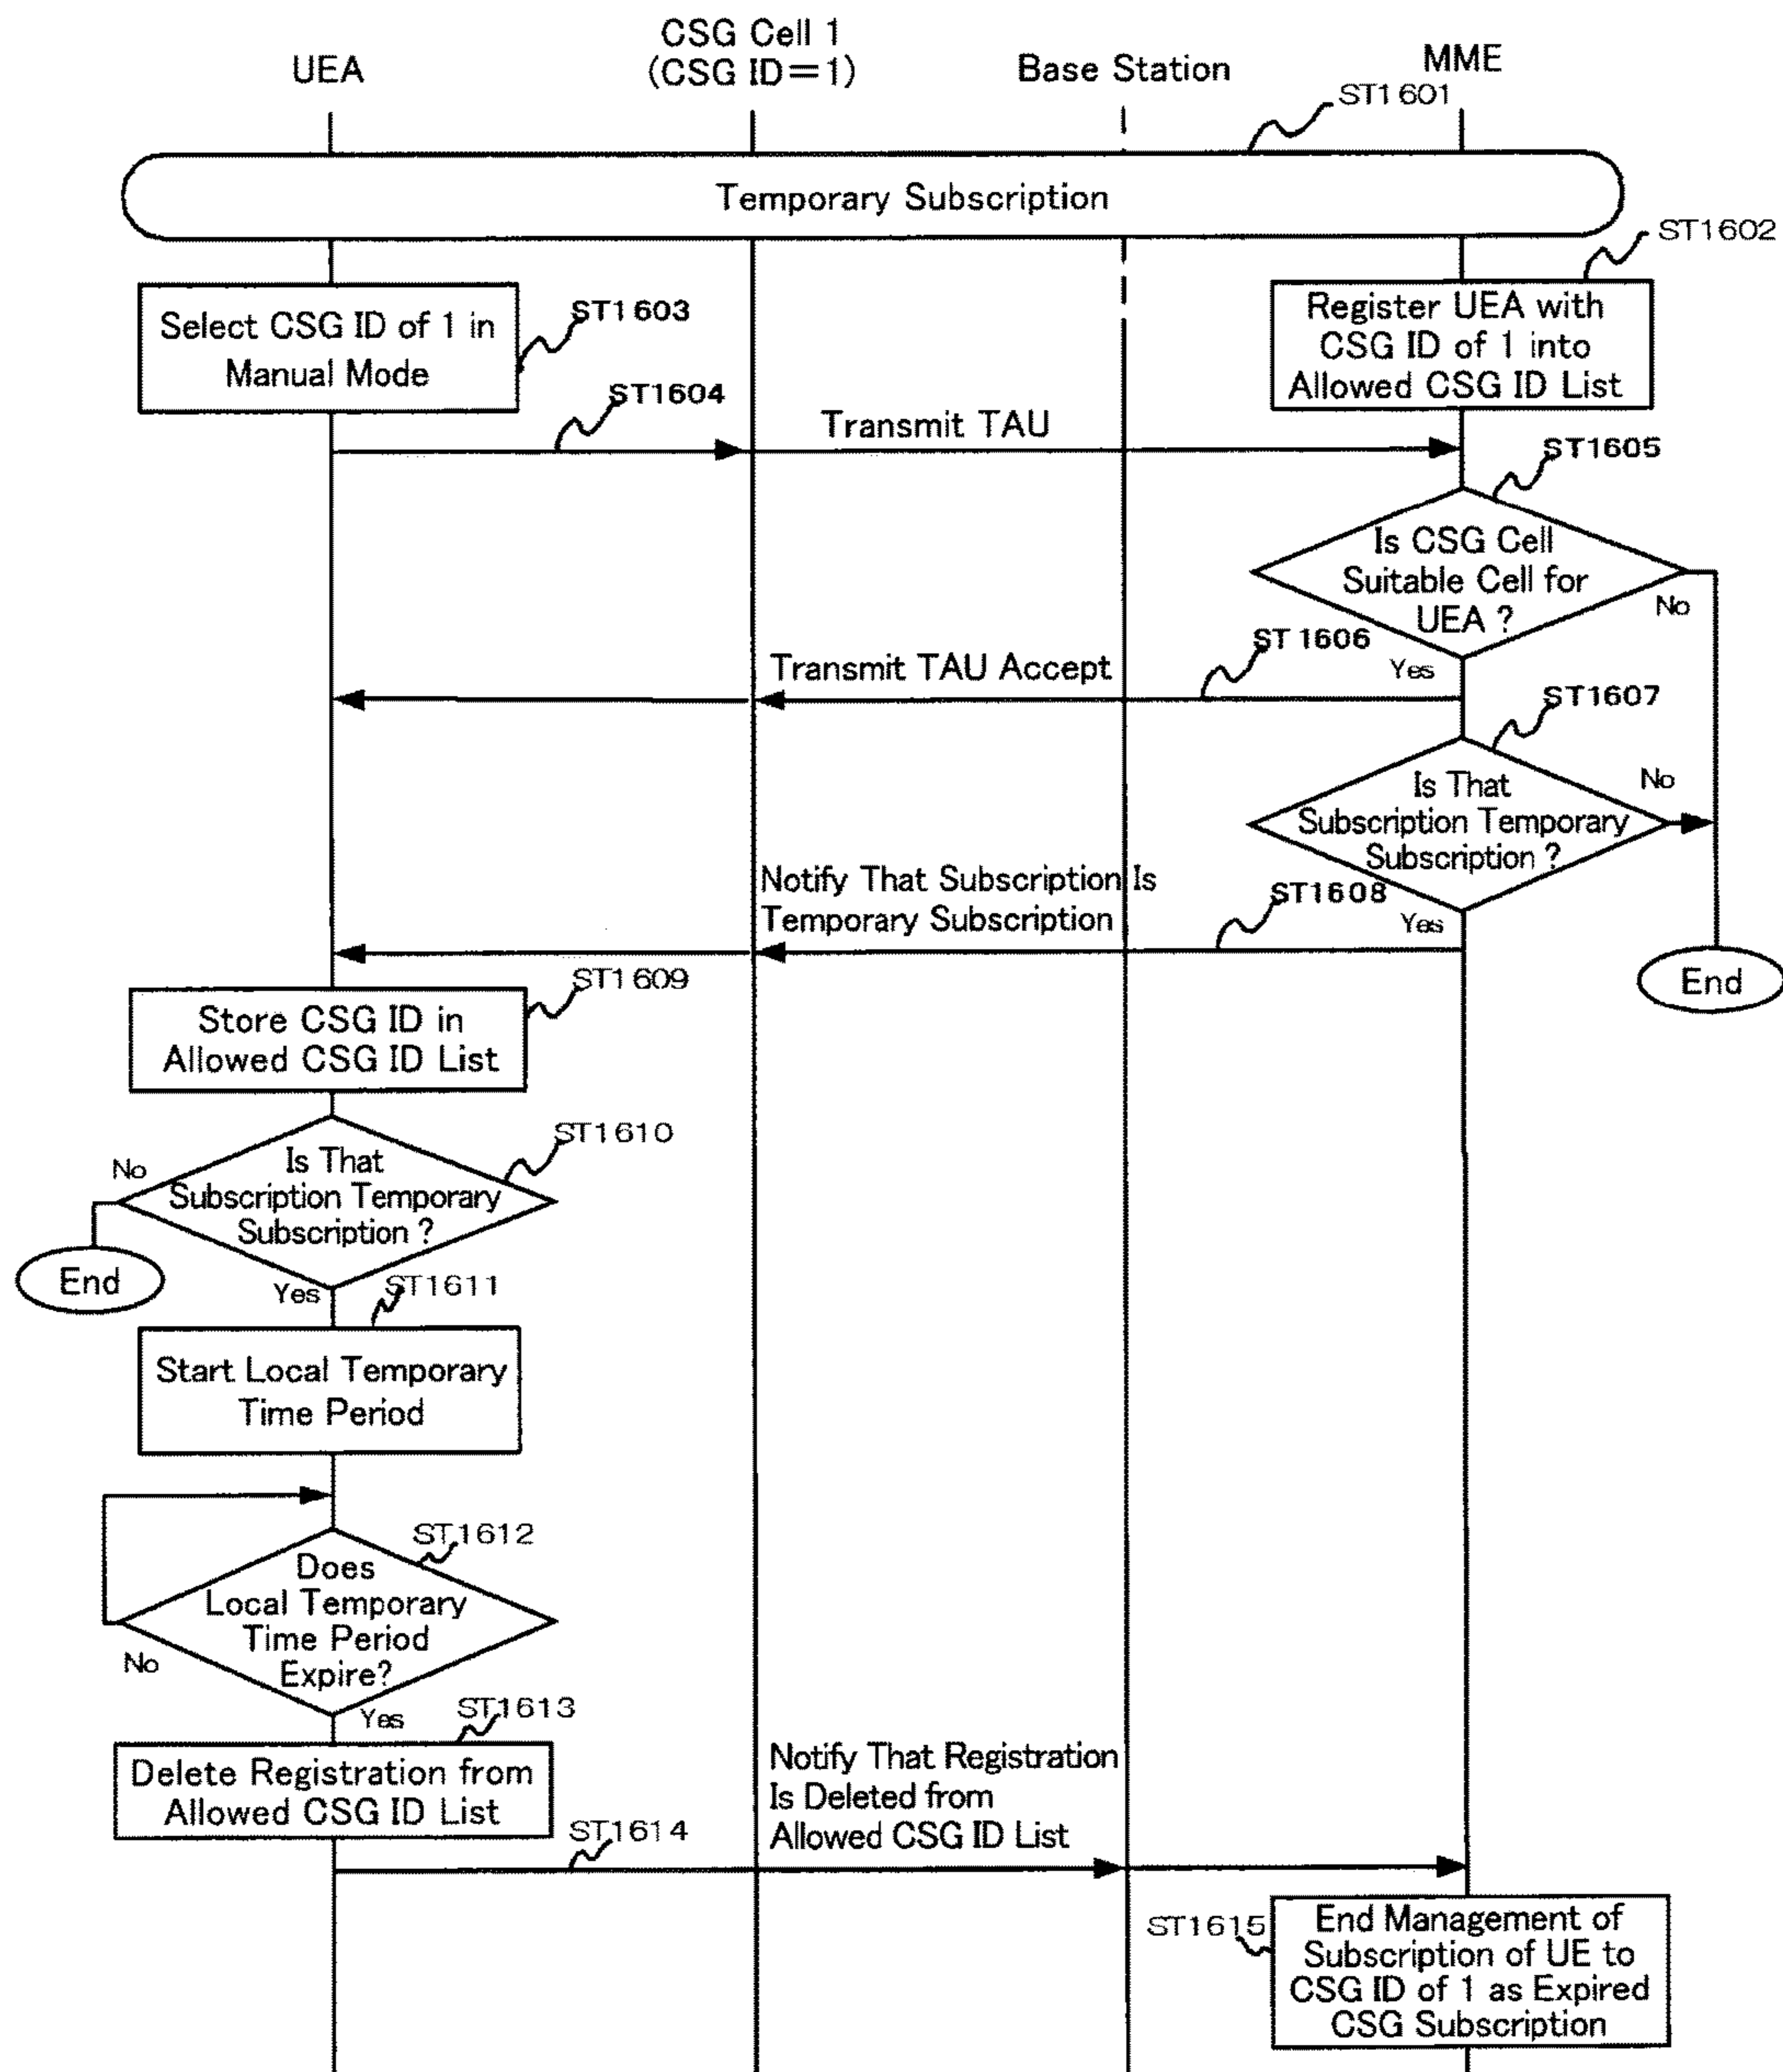 UEA
CSG Cell 1
(CSG ID=1)
Base Station
MME
ST1601
Temporary Subscription
ST1602
Select CSG ID of 1 in
Manual Mode
ST1603
Register UEA with
CSG ID of 1 into
Allowed CSG ID List
ST1604
Transmit TAU
ST1605
Is CSG Cell
Suitable Cell for
UEA ?
No
Yes
ST1606
Transmit TAU Accept
ST1607
Is That
Subscription Temporary
Subscription ?
No
Yes
End
Notify That Subscription Is
Temporary Subscription
ST1608
ST1609
Store CSG ID in
Allowed CSG ID List
ST1610
Is That
Subscription Temporary
Subscription ?
No
End
Yes
ST1611
Start Local Temporary
Time Period
ST1612
Does
Local Temporary
Time Period
Expire?
No
Yes
ST1613
Delete Registration from
Allowed CSG ID List
ST1614
Notify That Registration
Is Deleted from
Allowed CSG ID List
ST1615
End Management of
Subscription of UE to
CSG ID of 1 as Expired
CSG Subscription